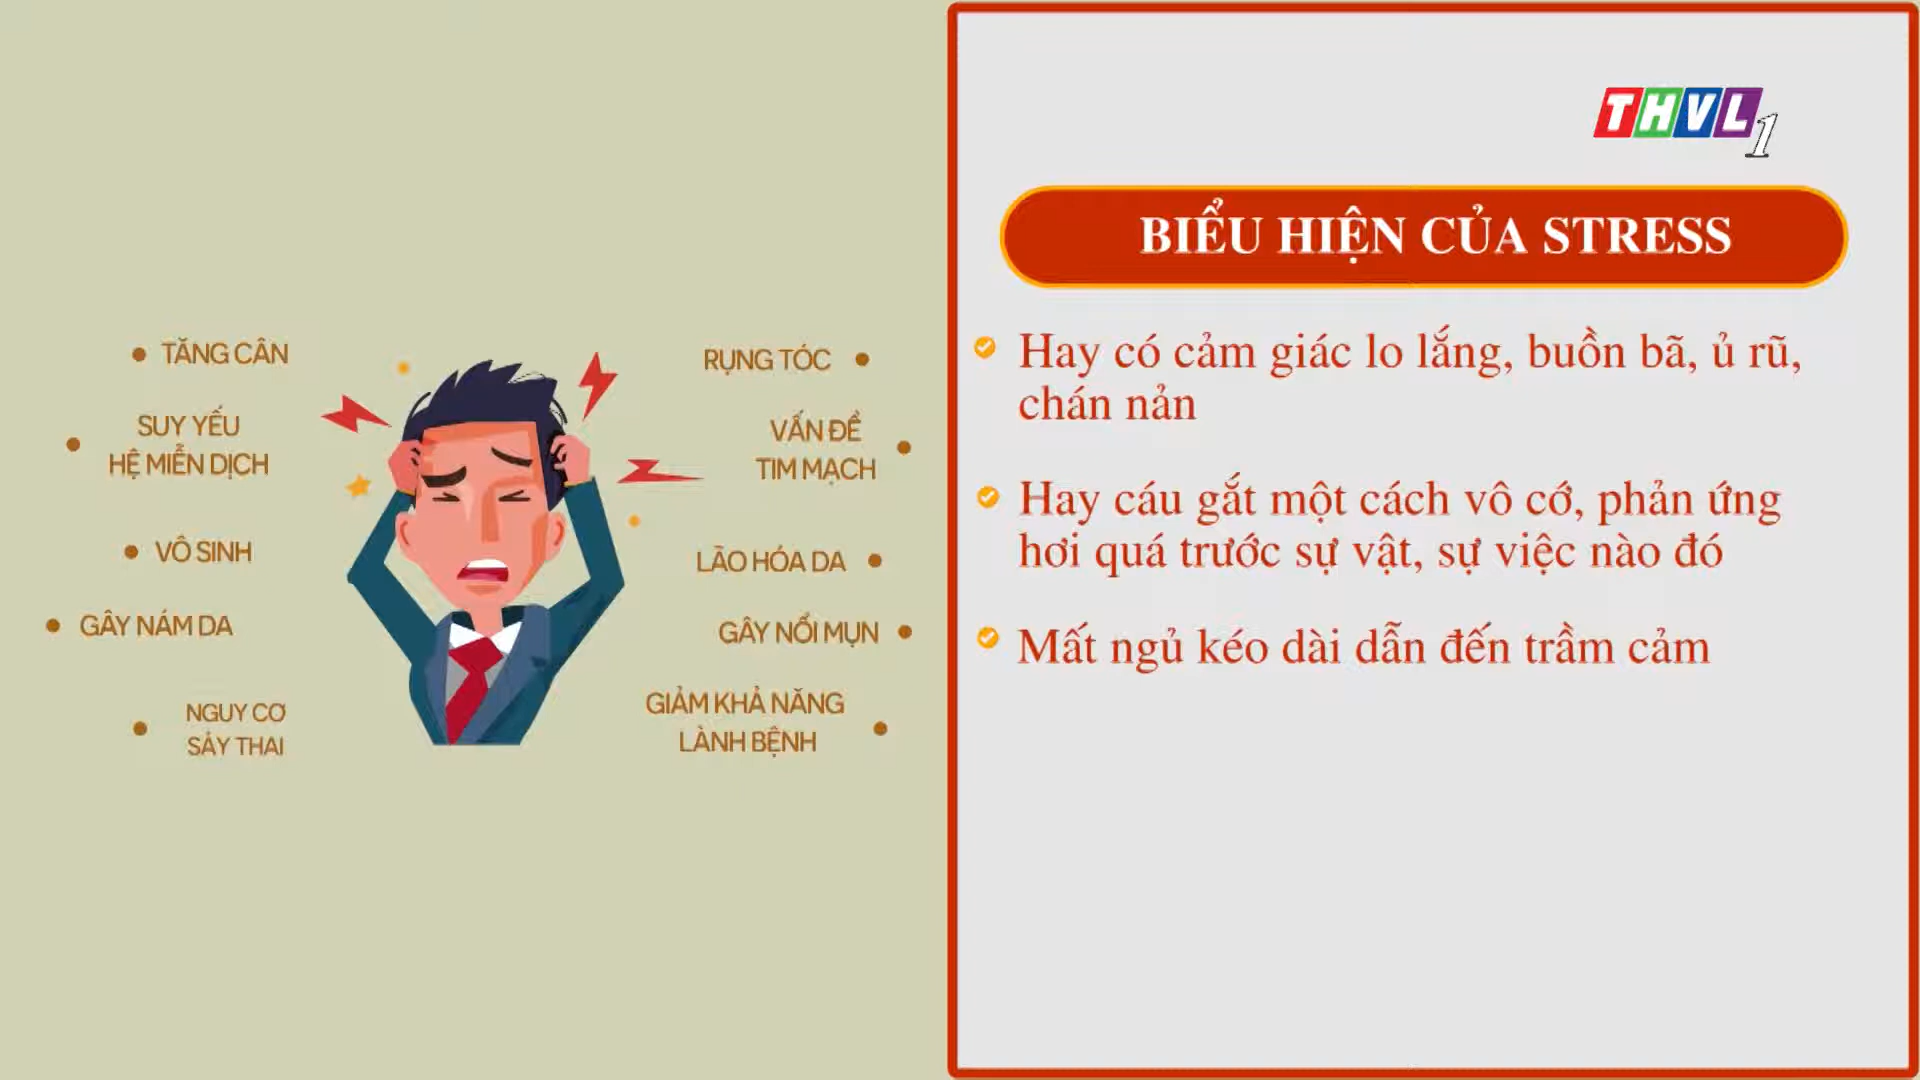 TĂNG CÂN
SUY YẾU
HỆ MIỄN DỊCH
VÔ SINH
GÂY NÁM DA
NGUY CƠ
SẢY THAI
RỤNG TÓC
VẤN ĐỀ
TIM MẠCH
LÃO HÓA DA
GÂY NỔI MỤN
GIẢM KHẢ NĂNG
LÀNH BỆNH
THVL1
BIỂU HIỆN CỦA STRESS
Hay có cảm giác lo lắng, buồn bã, ủ rũ,
chán nản
Hay cáu gắt một cách vô cớ, phản ứng
hơi quá trước sự vật, sự việc nào đó
Mất ngủ kéo dài dẫn đến trầm cảm